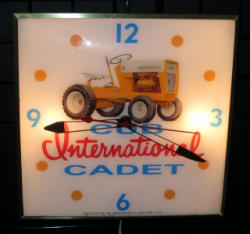 12
9
3
CUB
International
CADET
6